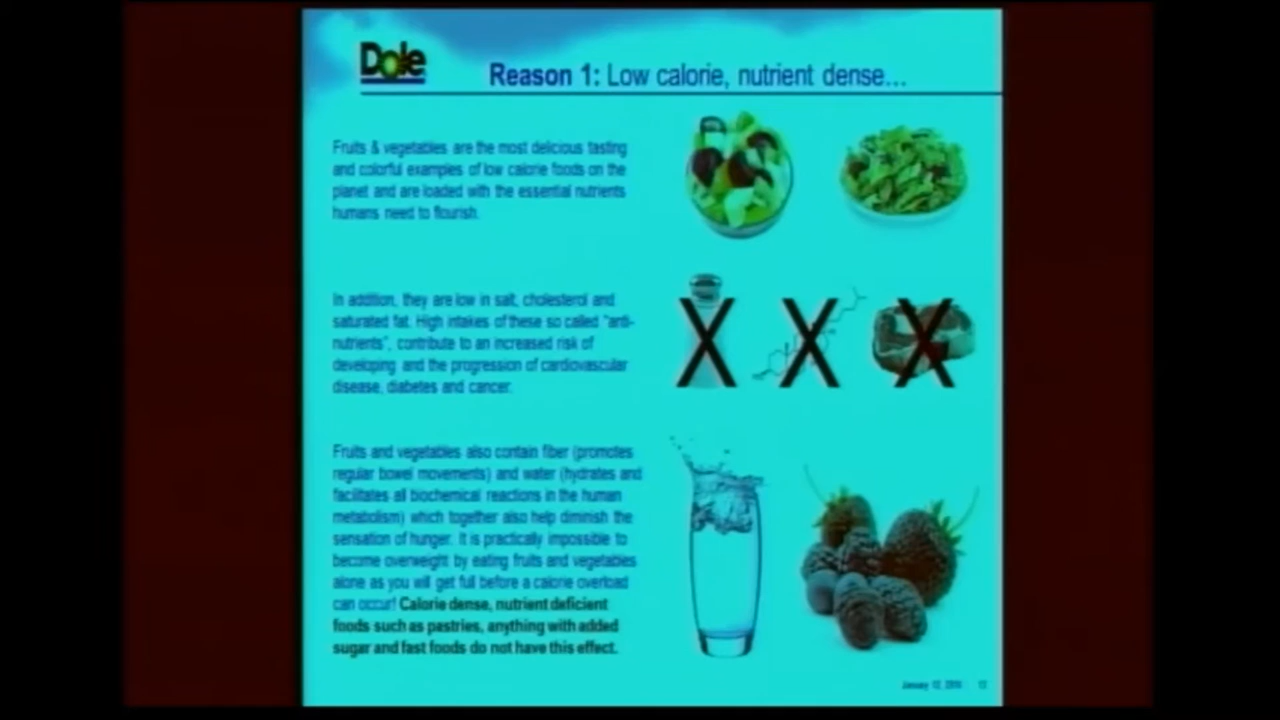 Dole
Reason 1: Low calorie, nutrient dense...
Fruits & vegetables are the most delicious tasting
and colorful examples of low calorie foods on the
planet and are loaded with the essential nutrients
humans need to flourish.
In addition, they are low in salt, cholesterol and
saturated fat. High intakes of these so called "anti-
nutrients", contribute to an increased risk of
developing and the progression of cardiovascular
disease, diabetes and cancer.
X X X
Fruits and vegetables also contain fiber (promotes
regular bowel movements) and water (hydrates and
facilitates all biochemical reactions in the human
metabolism) which together also help diminish the
sensation of hunger. It is practically impossible to
become overweight by eating fruits and vegetables
alone as you will get full before a calorie overload
can occur! Calorie dense, nutrient deficient
foods such as pastries, anything with added
sugar and fast foods do not have this effect.
January 12,